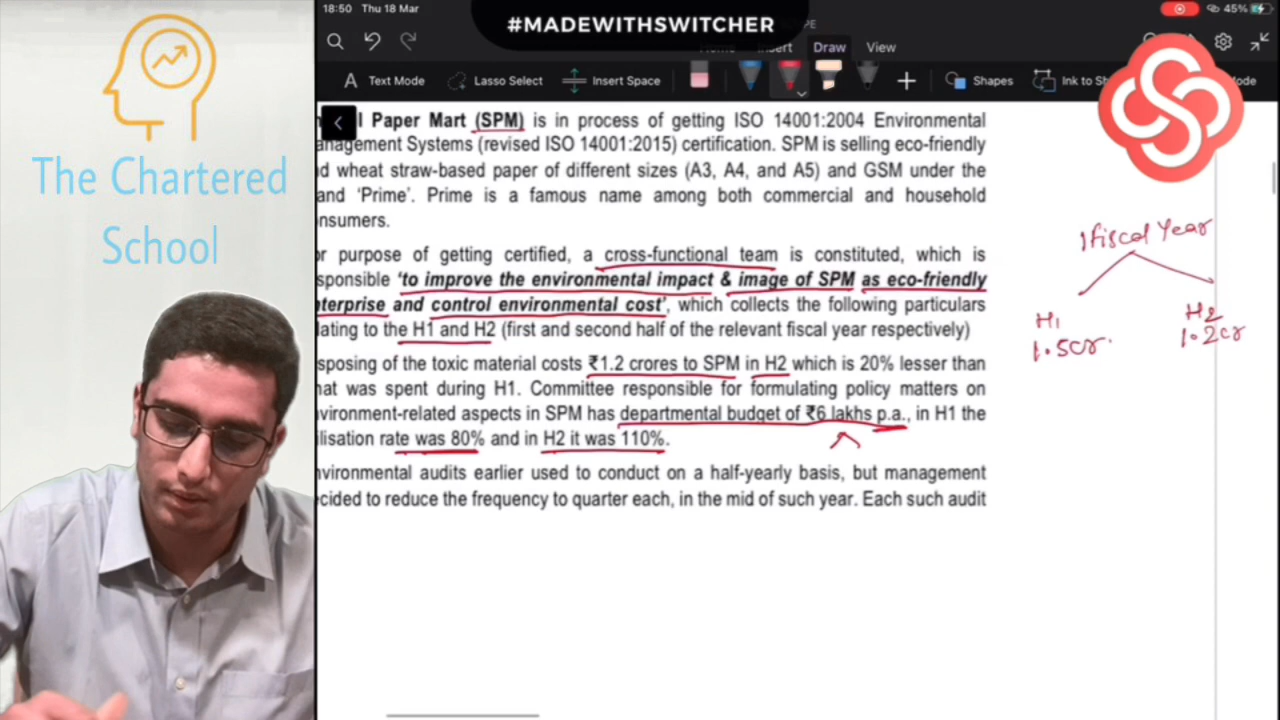 18:50 Thu 18 Mar
#MADEWITHSWITCHER
45%
Insert Draw View
Text Mode Lasso Select Insert Space Shapes Ink to Sh Mode
The Chartered
School
l Paper Mart (SPM) is in process of getting ISO 14001:2004 Environmental
anagement Systems (revised ISO 14001:2015) certification. SPM is selling eco-friendly
d wheat straw-based paper of different sizes (A3, A4, and A5) and GSM under the
and ‘Prime’. Prime is a famous name among both commercial and household
onsumers.
or purpose of getting certified, a cross-functional team is constituted, which is
sponsible ‘to improve the environmental impact & image of SPM as eco-friendly
nterprise and control environmental cost’, which collects the following particulars
lating to the H1 and H2 (first and second half of the relevant fiscal year respectively)
sposing of the toxic material costs ₹1.2 crores to SPM in H2 which is 20% lesser than
hat was spent during H1. Committee responsible for formulating policy matters on
nvironment-related aspects in SPM has departmental budget of ₹6 lakhs p.a., in H1 the
ilisation rate was 80% and in H2 it was 110%.
nvironmental audits earlier used to conduct on a half-yearly basis, but management
ecided to reduce the frequency to quarter each, in the mid of such year. Each such audit
1 fiscal Year
H1 H2
1.5cr. 1.2cr